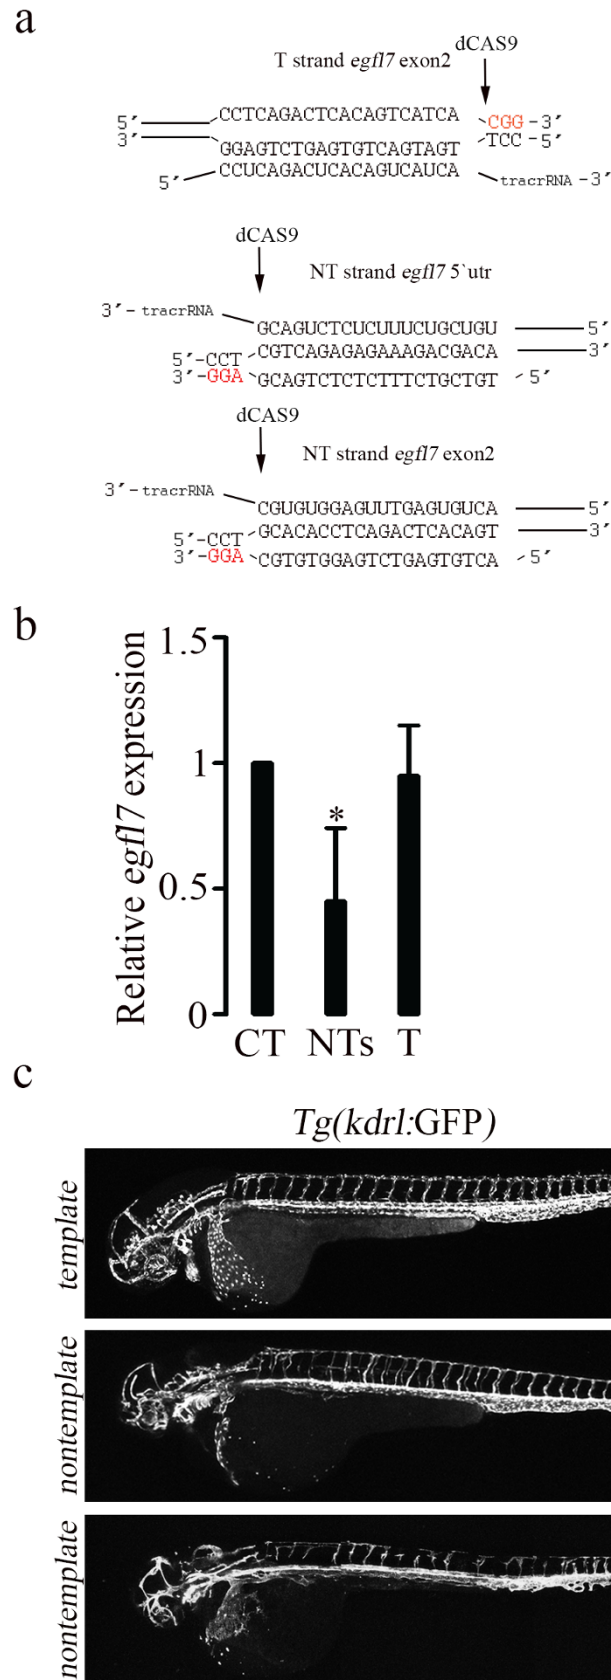 a
dCAS9
T strand egfl7 exon2
5′ CCTCAGACTCACAGTCATCA CGG -3′
3′ GGAGTCTGAGTGTCAGTAGT TCC -5′
5′ CCUCAGACUCACAGUCAUCA tracrRNA -3′
dCAS9
NT strand egfl7 5`utr
3′- tracrRNA GCAGUCUCUCUUUCUGCUGU 5′
5′-CCT CGTCAGAGAGAAAGACGACA 3′
3′-GGA GCAGTCTCTCTTTCTGCTGT 5′
dCAS9
NT strand egfl7 exon2
3′ -tracrRNA CGUGUGGAGUUTGAGUGUCA 5′
5′-CCT GCACACCTCAGACTCACAGT 3′
3′-GGA CGTGTGGAGTCTGAGTGTCA 5′
b
Relative egfl7 expression
1.5
1
0.5
0
*
CT NTs T
c
Tg(kdrl:GFP)
template
nontemplate
nontemplate